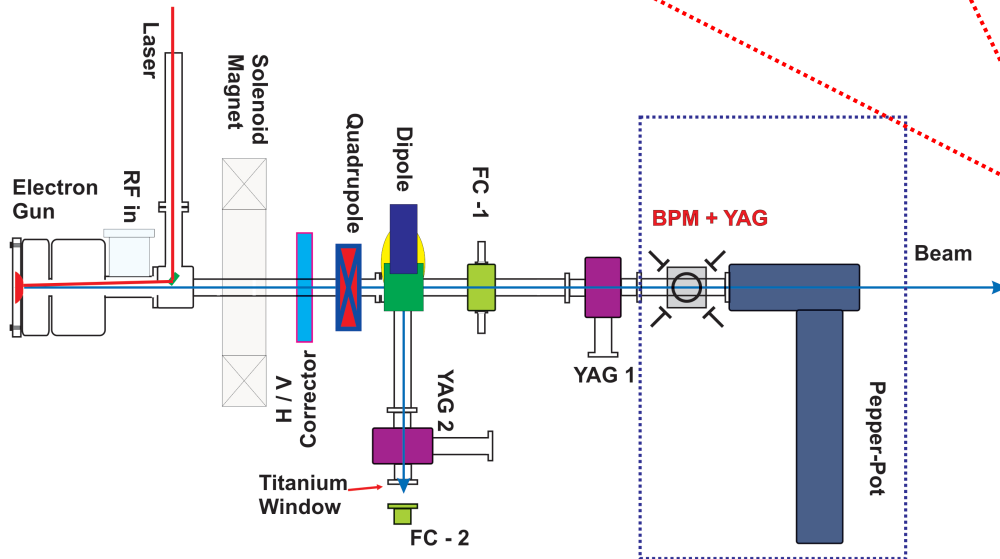 Laser
Solenoid
Magnet
Quadrupole
Dipole
FC -1
Electron
Gun
RF in
BPM + YAG
Beam
H / V
Corrector
YAG 2
YAG 1
Pepper-Pot
Titanium
Window
FC - 2